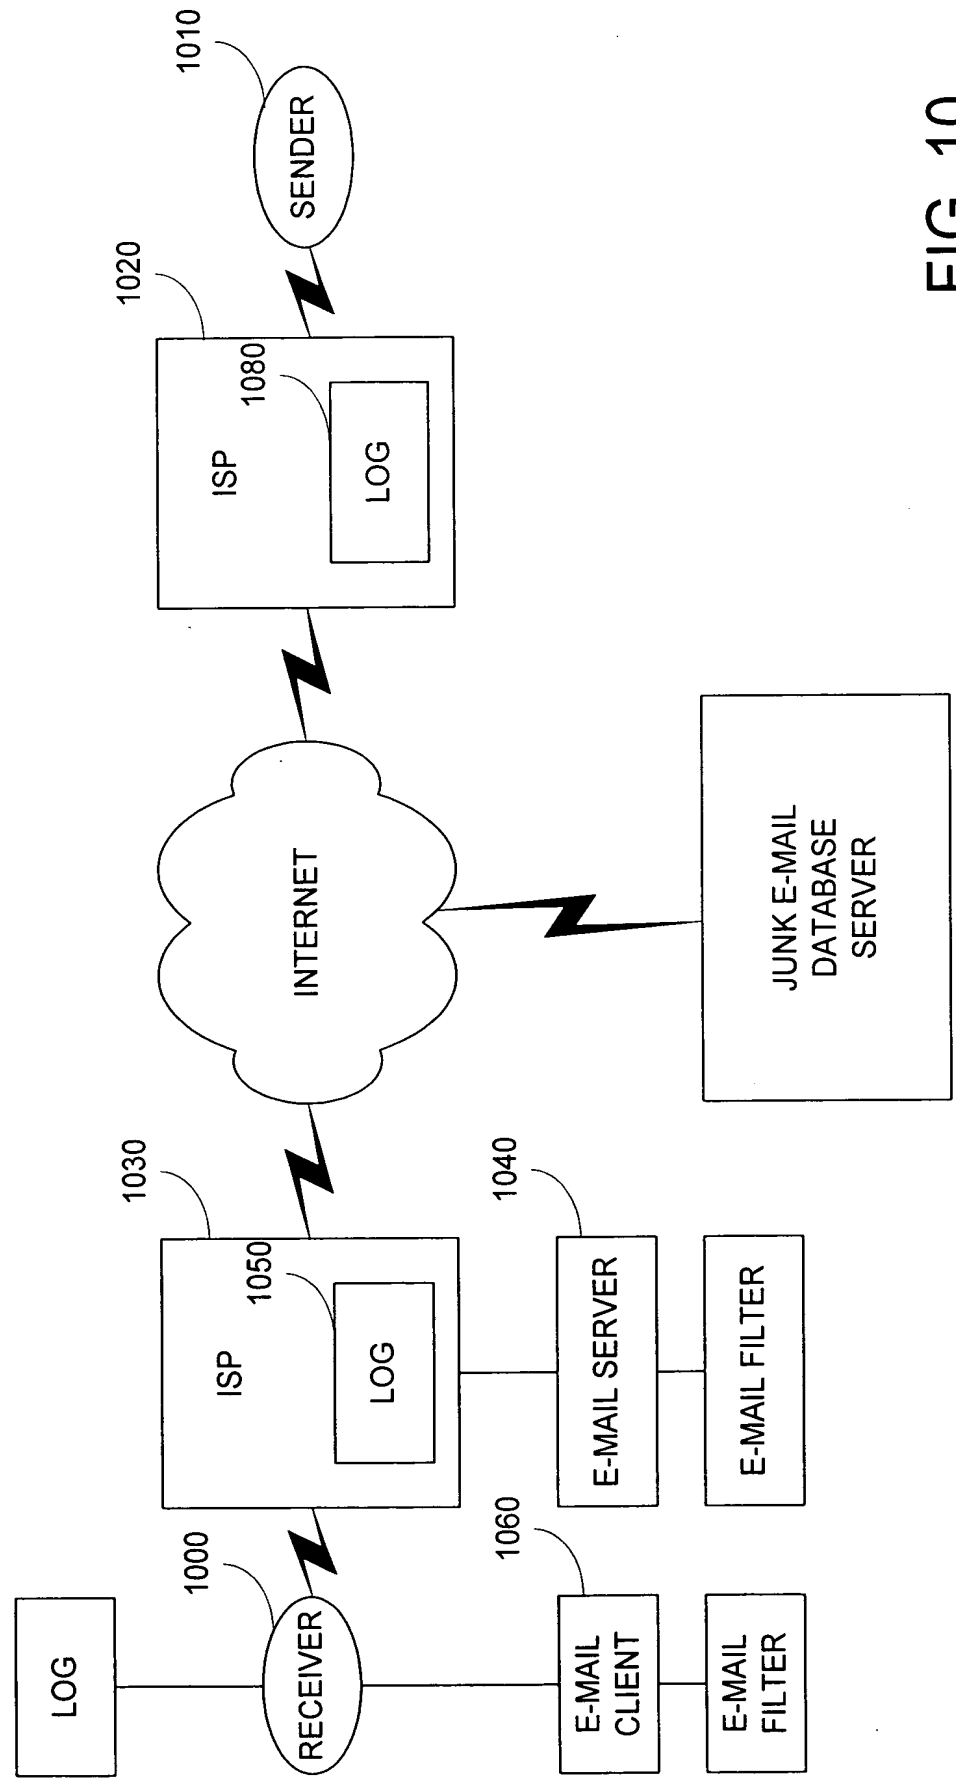 LOG
1000
RECEIVER
1060
E-MAIL
CLIENT
E-MAIL
FILTER
1030
ISP
1050
LOG
1040
E-MAIL SERVER
E-MAIL FILTER
INTERNET
JUNK E-MAIL
DATABASE
SERVER
1020
ISP
1080
LOG
1010
SENDER
FIG. 10